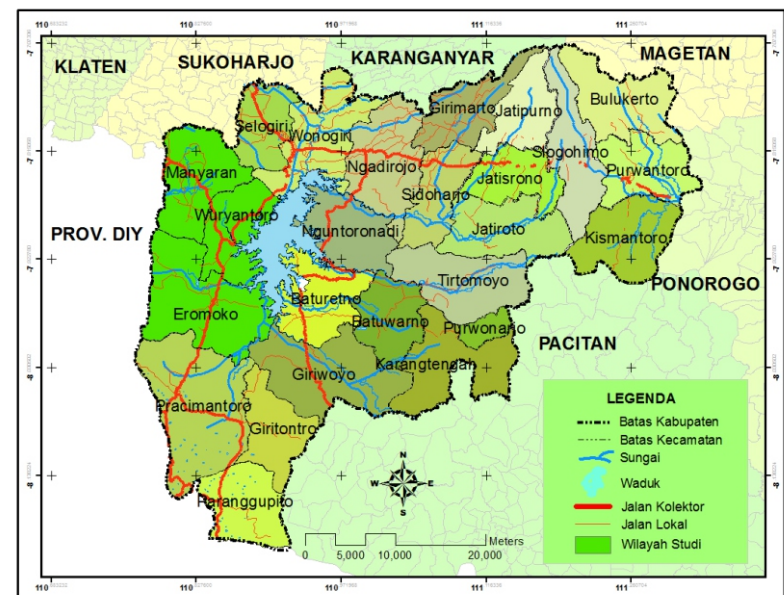 KLATEN
SUKOHARJO
KARANGANYAR
MAGETAN
Girimarto
Jatipurno
Bulukerto
Selogiri
Wonogiri
Manyaran
Ngadirojo
Slogohimo
Purwantoro
Sidoharjo
Jatisrono
Wuryantoro
PROV. DIY
Nguntoronadi
Jatiroto
Kismantoro
Tirtomoyo
PONOROGO
Eromoko
Baturetno
Batuwarno
Purwonario
PACITAN
Giriwoyo
Karangtengah
Pracimantoro
Giritontro
Paranggupito
LEGENDA
Batas Kabupaten
Batas Kecamatan
Sungai
Waduk
Jalan Kolektor
Jalan Lokal
Wilayah Studi
N
W E
S
Meters
0 5,000 10,000 20,000